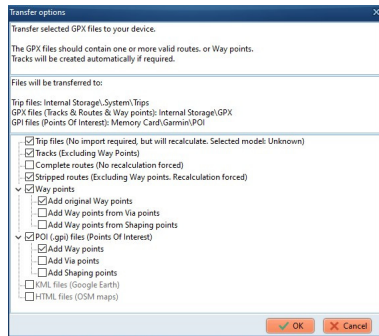 Transfer options
Transfer selected GPX files to your device.
The GPX files should contain one or more valid routes. or Way points.
Tracks will be created automatically if required.
Files will be transferred to:
Trip files: Internal Storage\.System\Trips
GPX files (Tracks & Routes & Way points): Internal Storage\GPX
GPI files (Points Of Interest): Memory Card\Garmin\POI
Trip files (No import required, but will recalculate. Selected model: Unknown)
Tracks (Excluding Way Points)
Complete routes (No recalculation forced)
Stripped routes (Excluding Way points. Recalculation forced)
Way points
Add original Way points
Add Way points from Via points
Add Way points from Shaping points
POI (.gpi) files (Points Of Interest)
Add Way points
Add Via points
Add Shaping points
KML files (Google Earth)
HTML files (OSM maps)
OK Cancel